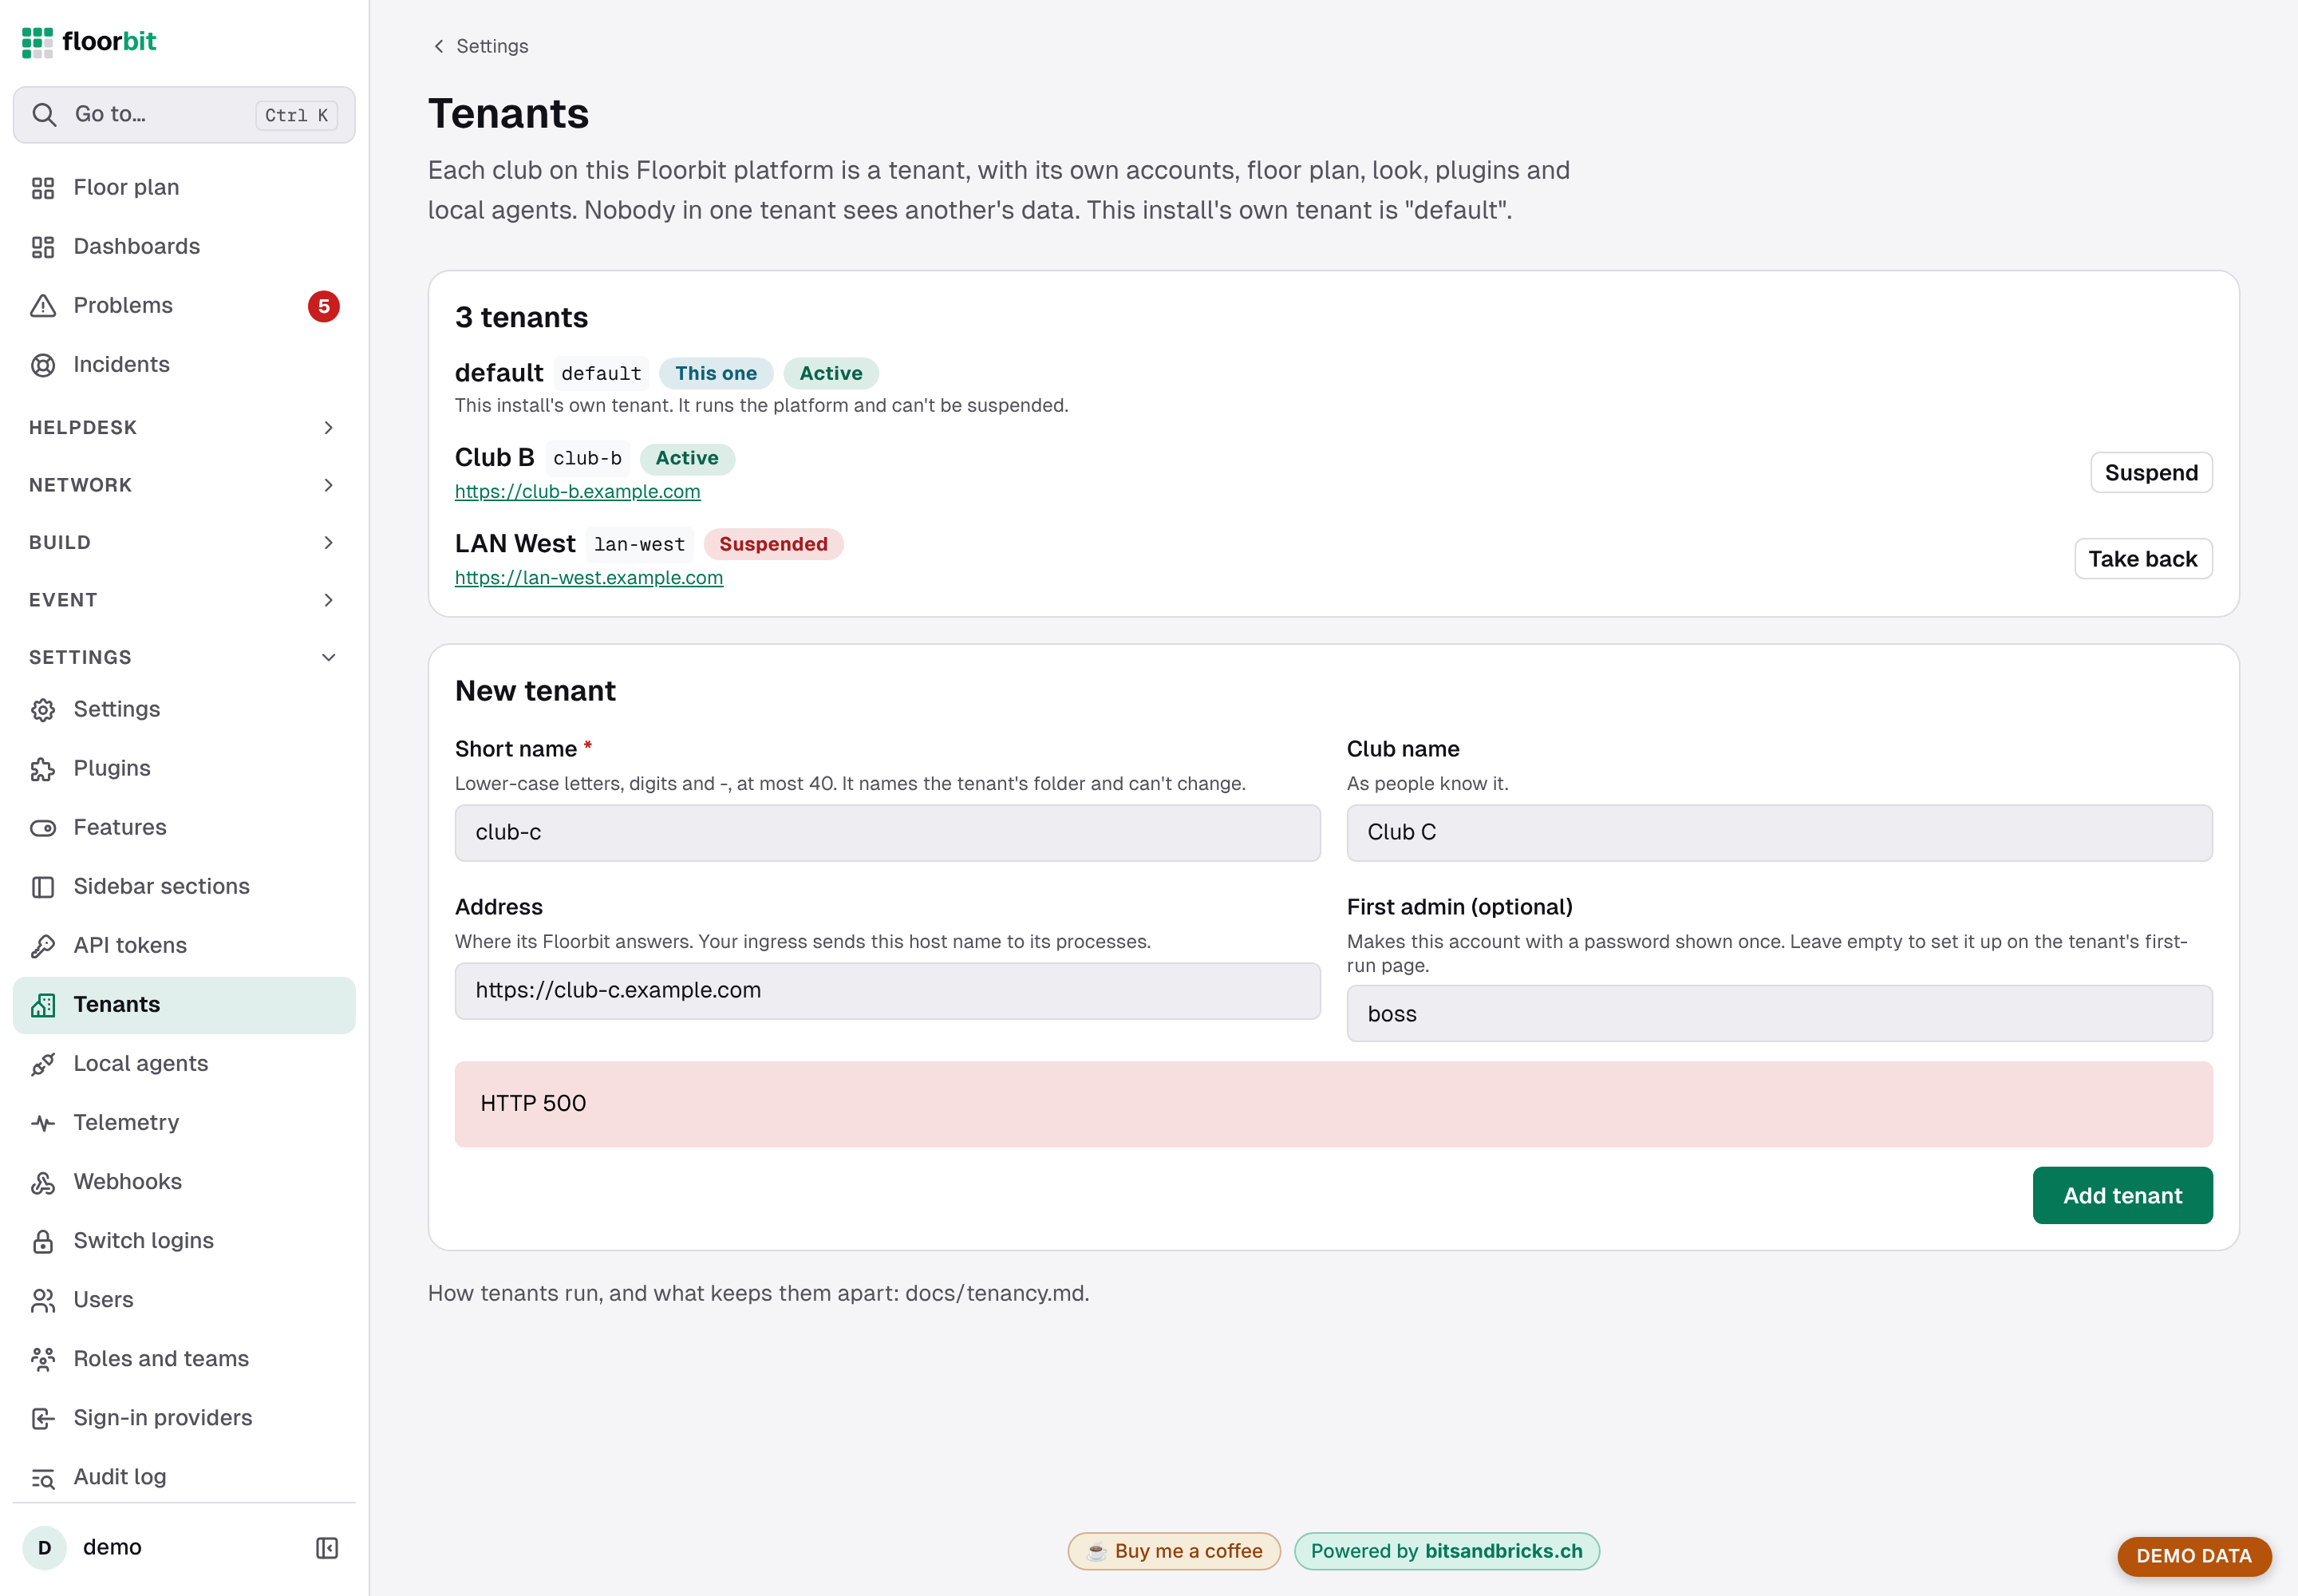 floorbit
Go to...
Ctrl K
Floor plan
Dashboards
Problems
5
Incidents
HELPDESK
NETWORK
BUILD
EVENT
SETTINGS
Settings
Plugins
Features
Sidebar sections
API tokens
Tenants
Local agents
Telemetry
Webhooks
Switch logins
Users
Roles and teams
Sign-in providers
Audit log
D
demo
Settings
Tenants
Each club on this Floorbit platform is a tenant, with its own accounts, floor plan, look, plugins and
local agents. Nobody in one tenant sees another's data. This install's own tenant is "default".
3 tenants
default default This one Active
This install's own tenant. It runs the platform and can't be suspended.
Club B club-b Active
https://club-b.example.com
Suspend
LAN West lan-west Suspended
https://lan-west.example.com
Take back
New tenant
Short name *
Lower-case letters, digits and -, at most 40. It names the tenant's folder and can't change.
club-c
Club name
As people know it.
Club C
Address
Where its Floorbit answers. Your ingress sends this host name to its processes.
https://club-c.example.com
First admin (optional)
Makes this account with a password shown once. Leave empty to set it up on the tenant's first-
run page.
boss
HTTP 500
Add tenant
How tenants run, and what keeps them apart: docs/tenancy.md.
Buy me a coffee
Powered by bitsandbricks.ch
DEMO DATA